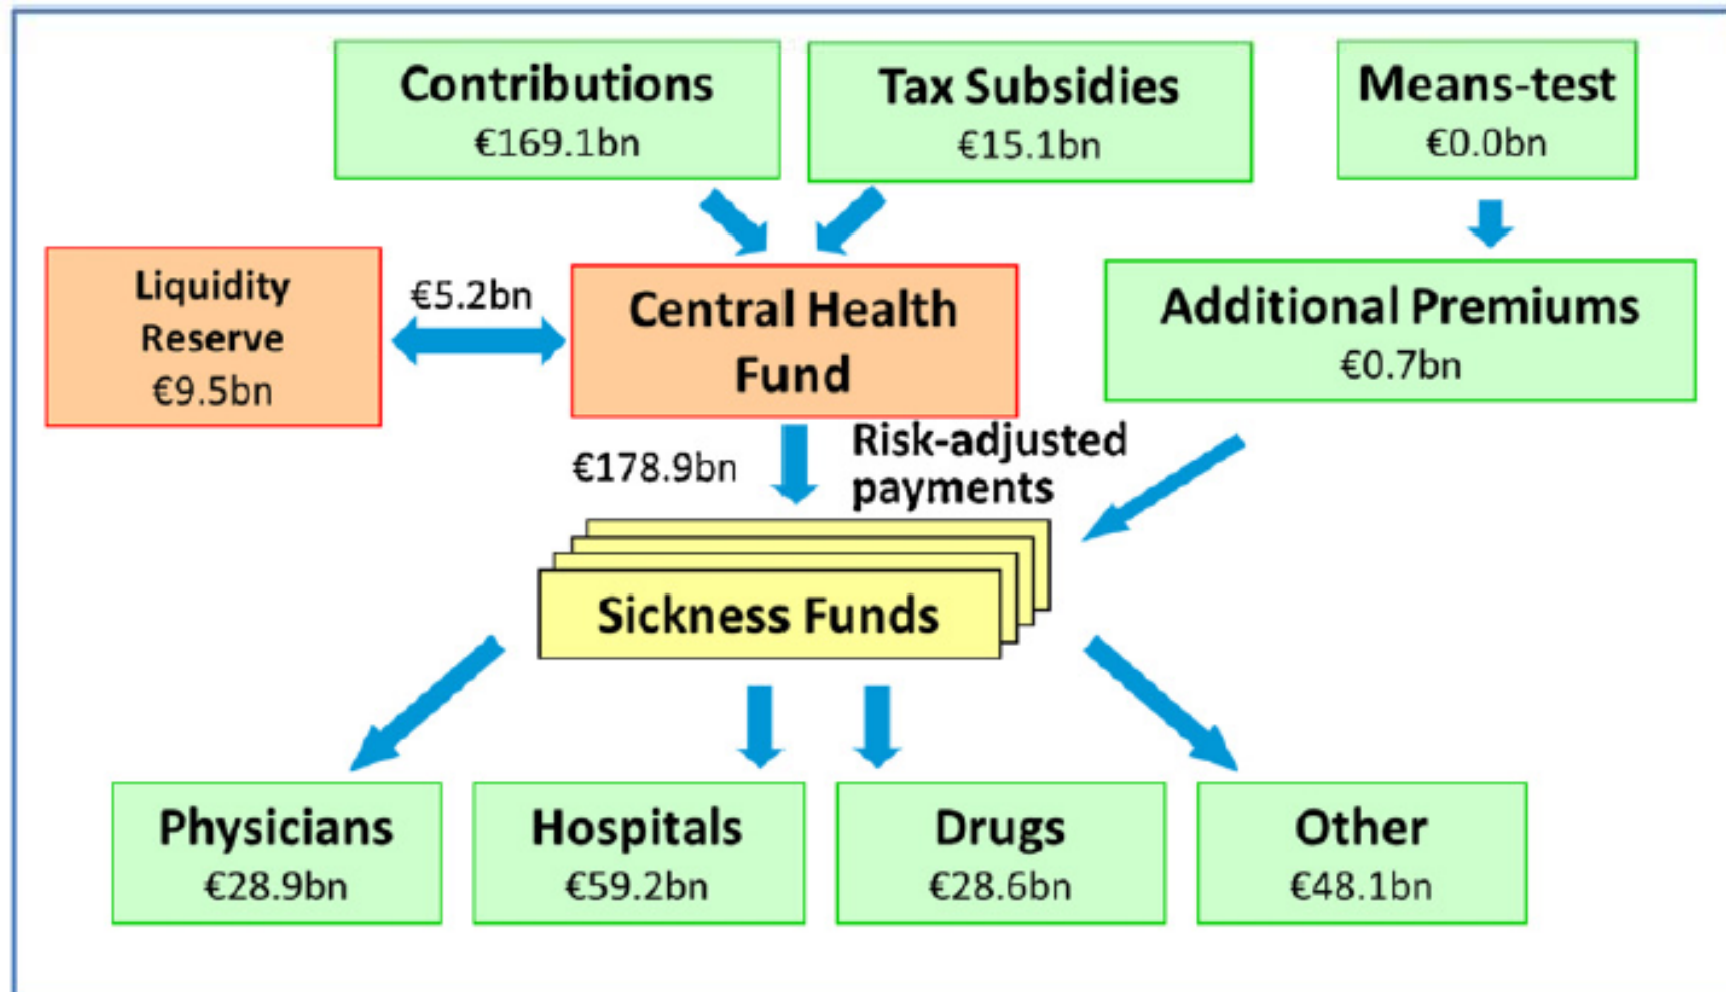 Contributions
€169.1bn
Tax Subsidies
€15.1bn
Means-test
€0.0bn
Liquidity
Reserve
€9.5bn
€5.2bn
Central Health
Fund
Additional Premiums
€0.7bn
€178.9bn
Risk-adjusted
payments
Sickness Funds
Physicians
€28.9bn
Hospitals
€59.2bn
Drugs
€28.6bn
Other
€48.1bn